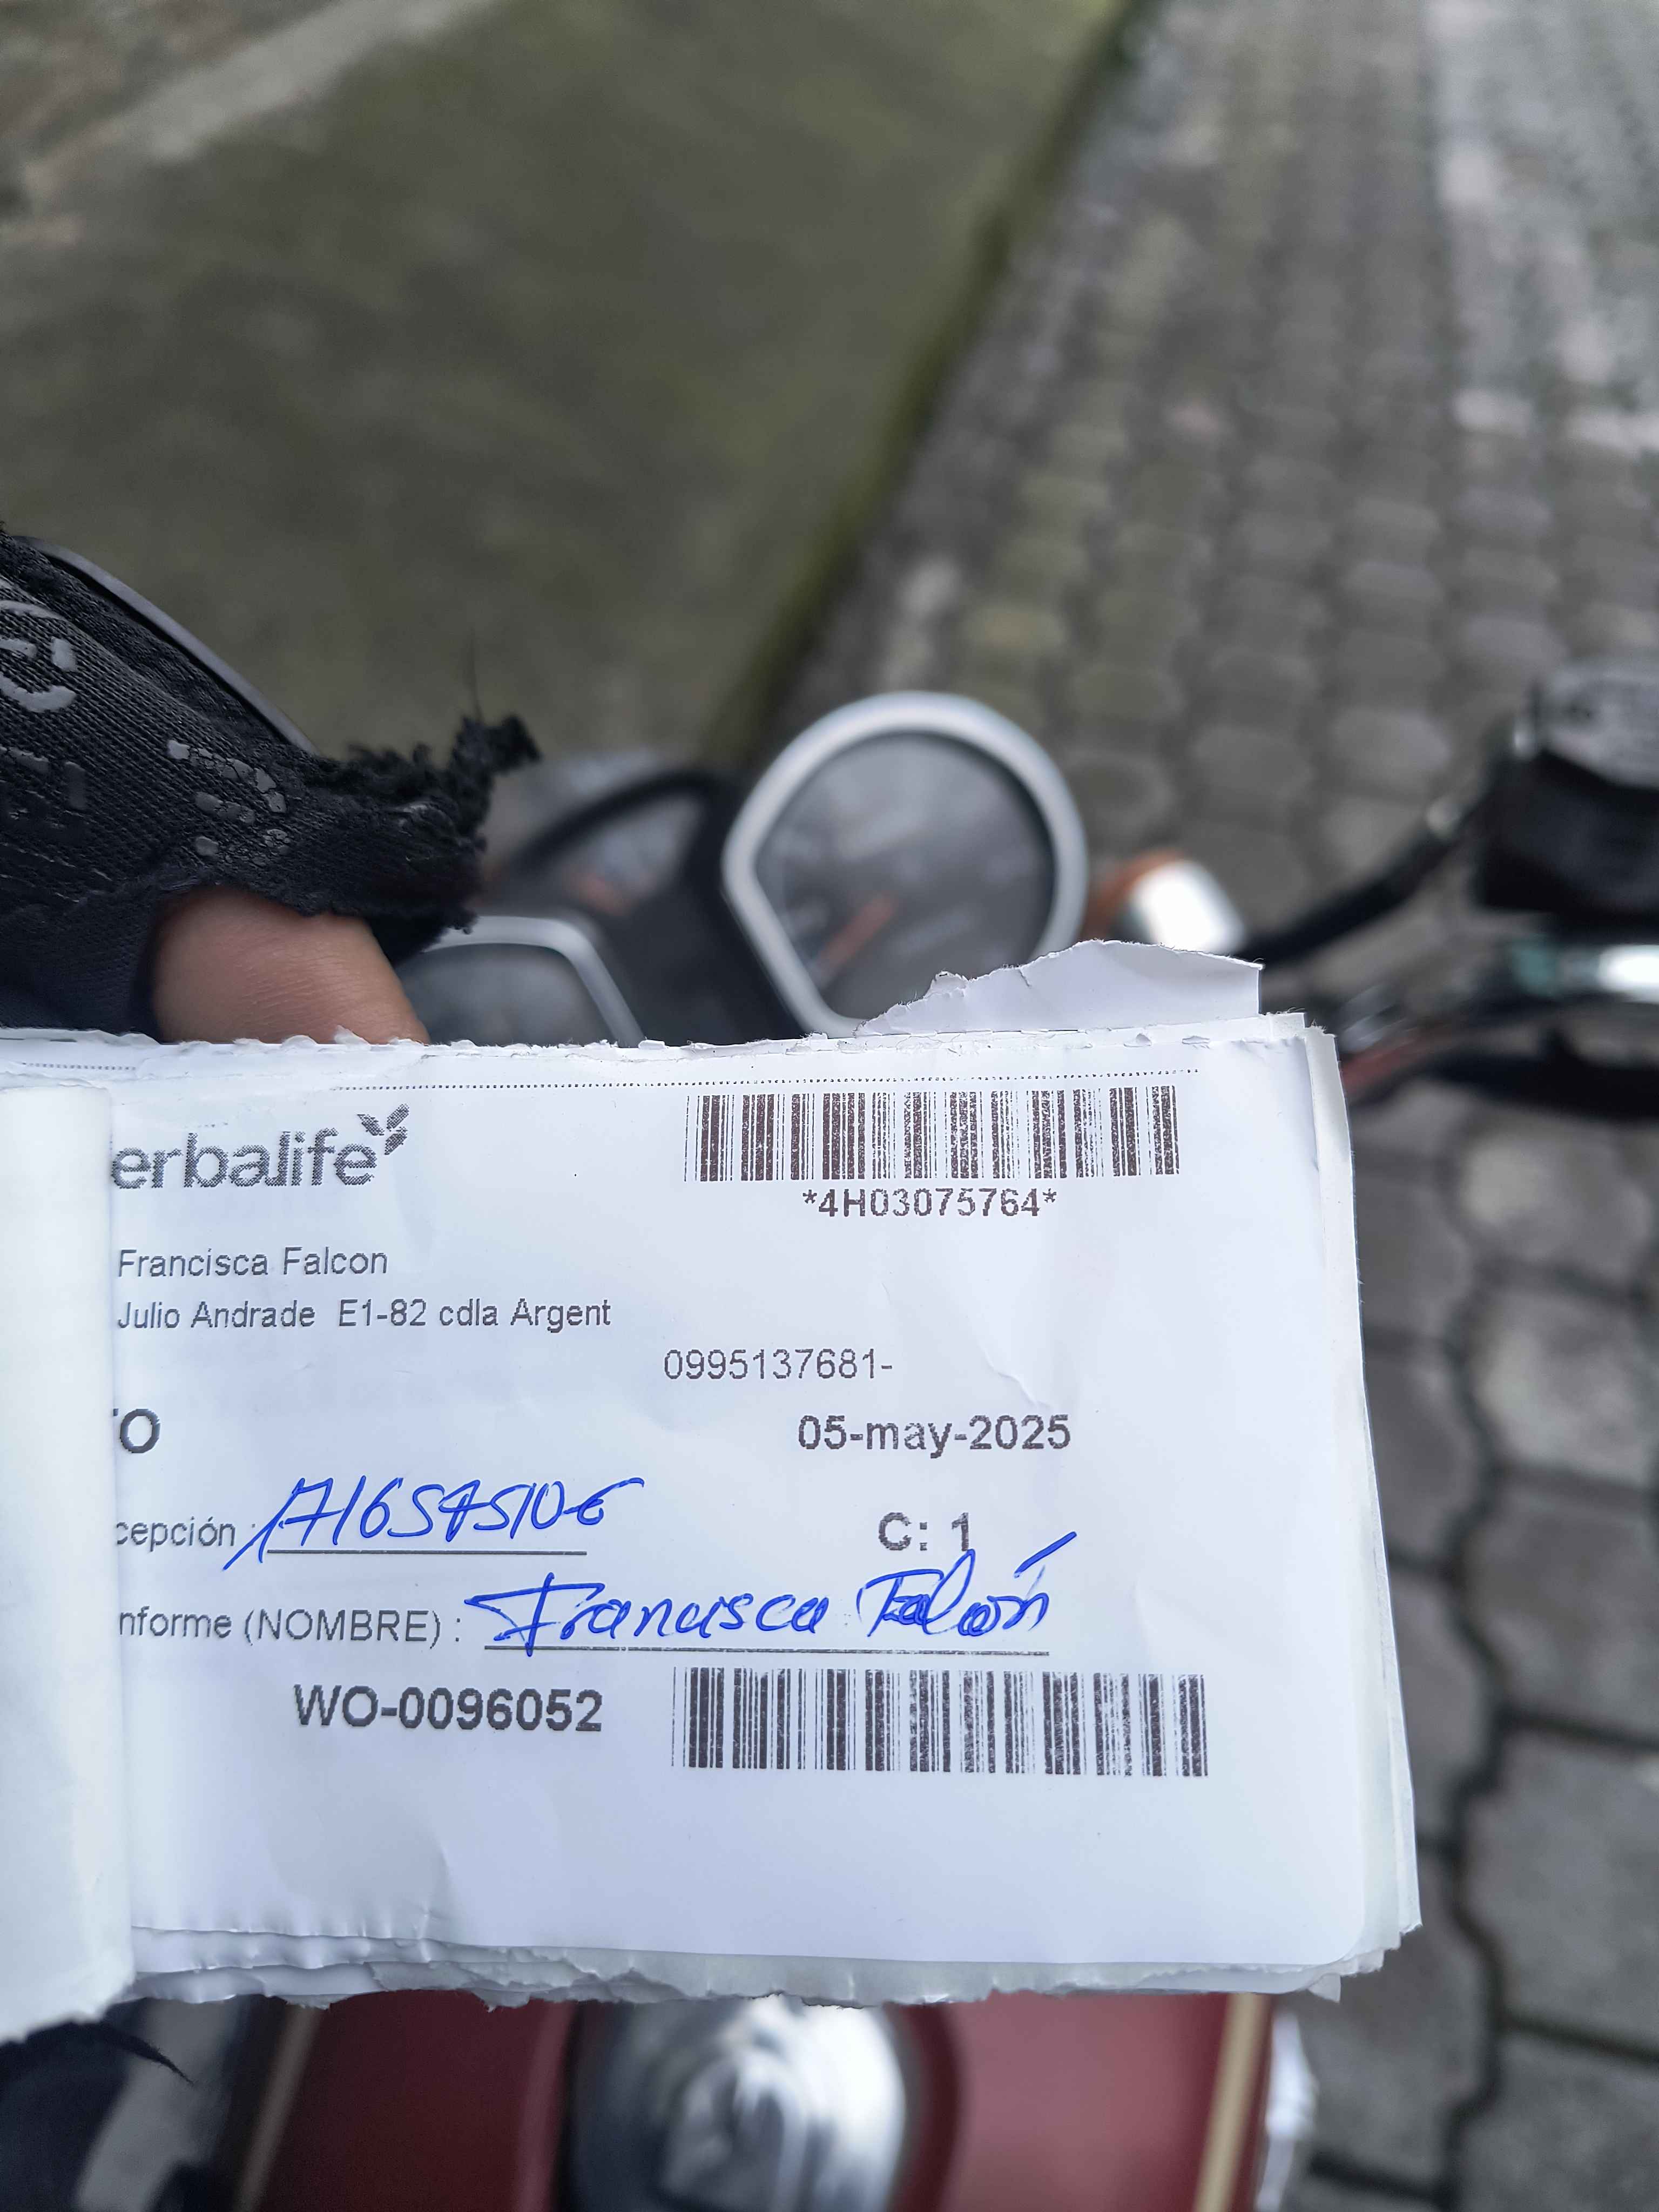 erbalife
*4H03075764*
Francisca Falcon
Julio Andrade E1-82 cdla Argent
0995137681-
TO
05-may-2025
cepción :
C: 1
nforme (NOMBRE) : Francisca Falcón
WO-0096052